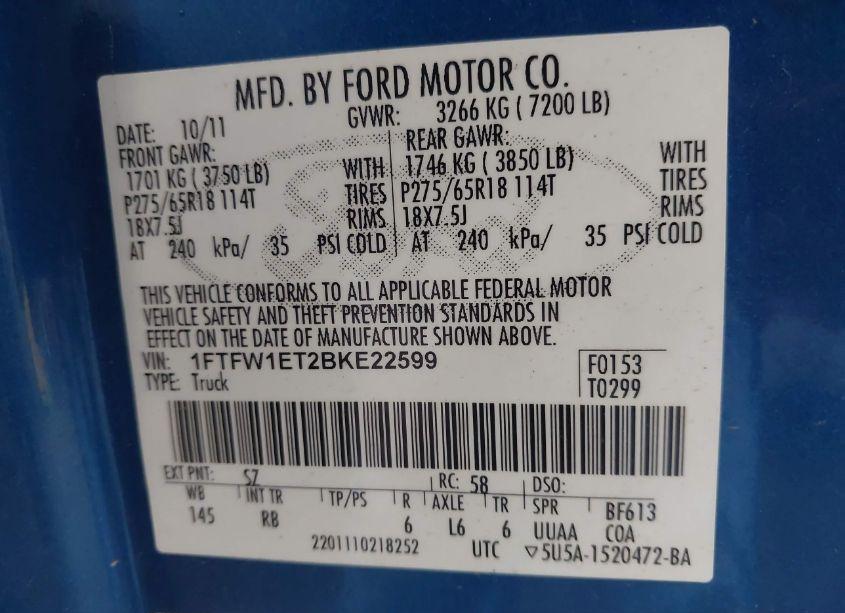 MFD. BY FORD MOTOR CO.
DATE: 10/11 GVWR: 3266 KG ( 7200 LB)
FRONT GAWR: REAR GAWR:
1701 KG ( 3750 LB) WITH 1746 KG ( 3850 LB) WITH
P275/65R18 114T TIRES P275/65R18 114T TIRES
18X7.5J RIMS 18X7.5J RIMS
AT 240 kPa/ 35 PSI COLD AT 240 kPa/ 35 PSI COLD
THIS VEHICLE CONFORMS TO ALL APPLICABLE FEDERAL MOTOR
VEHICLE SAFETY AND THEFT PREVENTION STANDARDS IN
EFFECT ON THE DATE OF MANUFACTURE SHOWN ABOVE.
VIN: 1FTFW1ET2BKE22599 F0153
TYPE: Truck T0299
EXT PNT: SZ RC: 58 DSO:
WB INT TR TP/PS R AXLE TR SPR BF613
145 RB 6 L6 6 UUAA COA
2201110218252 UTC ▽5U5A-1520472-BA